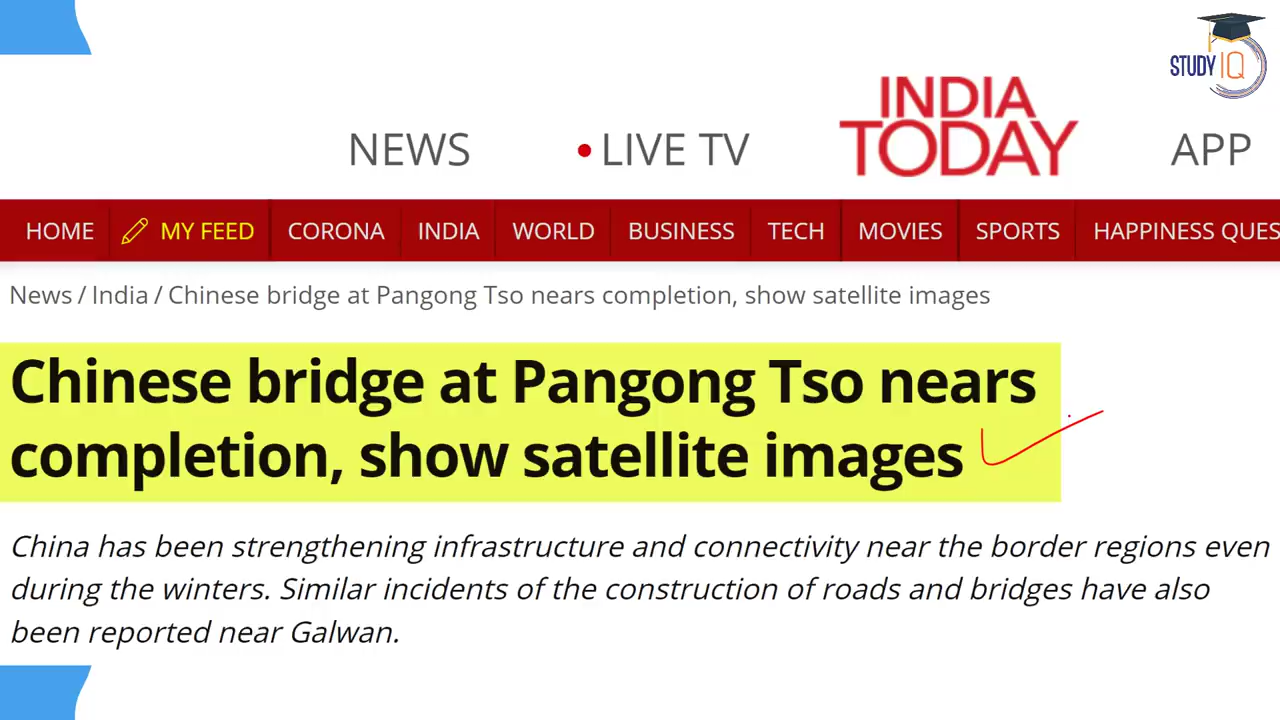 STUDY IQ
INDIA
TODAY
NEWS
LIVE TV
APP
HOME
MY FEED
CORONA
INDIA
WORLD
BUSINESS
TECH
MOVIES
SPORTS
HAPPINESS QUES
News / India / Chinese bridge at Pangong Tso nears completion, show satellite images
Chinese bridge at Pangong Tso nears
completion, show satellite images
China has been strengthening infrastructure and connectivity near the border regions even
during the winters. Similar incidents of the construction of roads and bridges have also
been reported near Galwan.